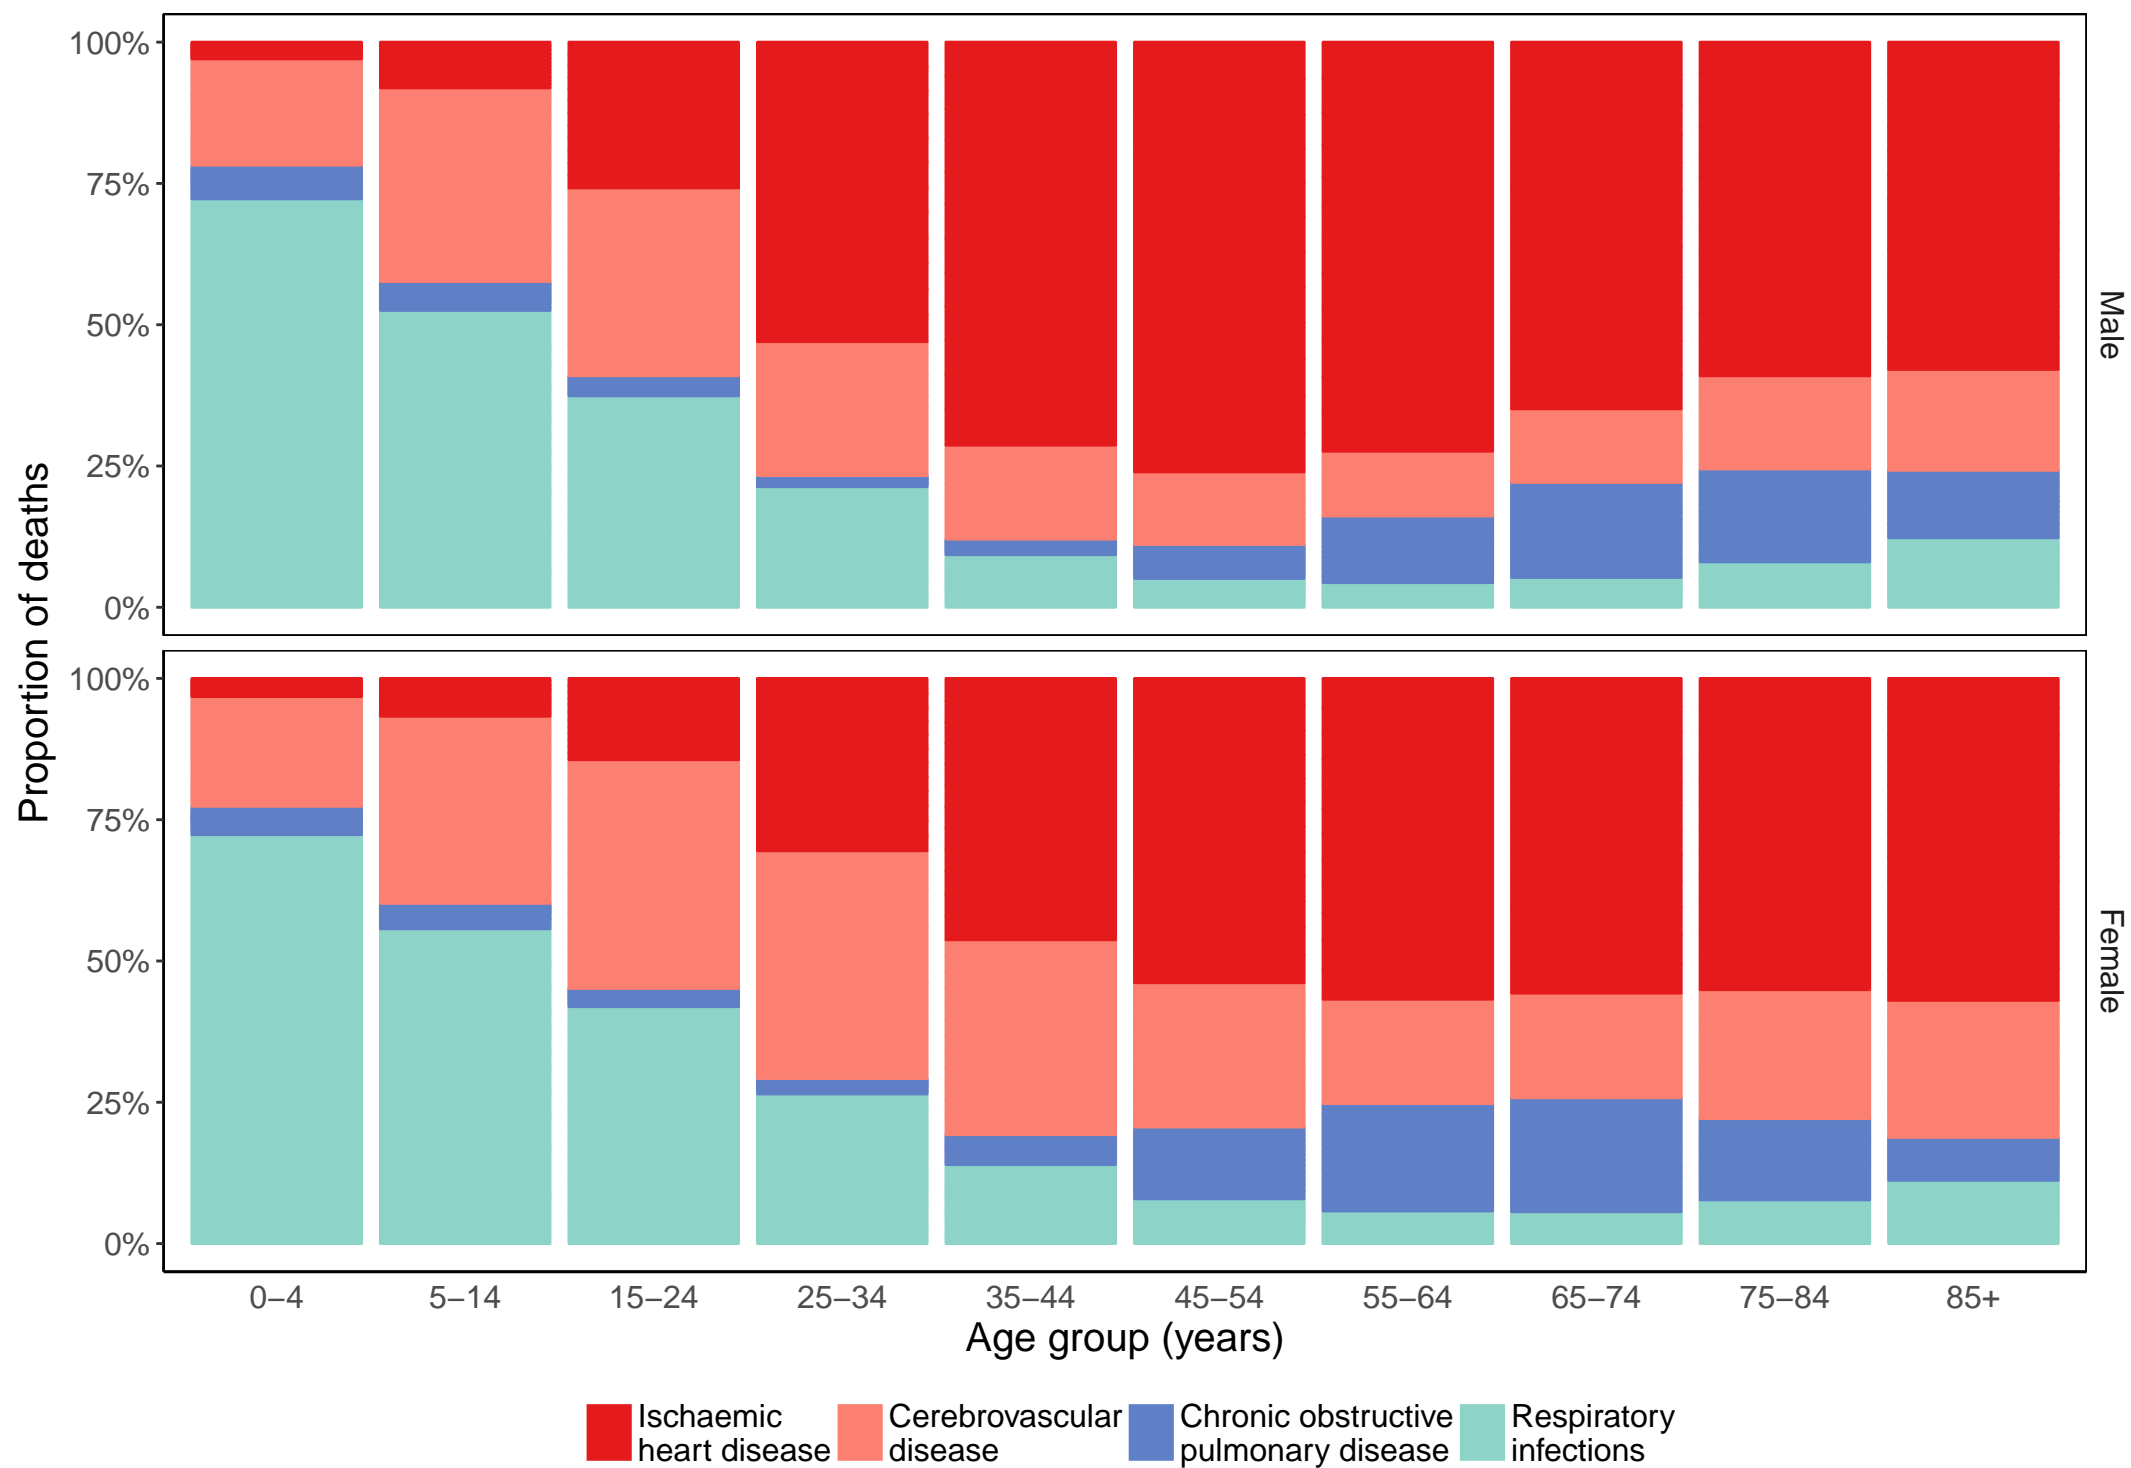 Proportion of deaths
100%
75%
50%
25%
0%
Male
100%
75%
50%
25%
0%
Female
0–4
5–14
15–24
25–34
35–44
45–54
55–64
65–74
75–84
85+
Age group (years)
Ischaemic
heart disease
Cerebrovascular
disease
Chronic obstructive
pulmonary disease
Respiratory
infections